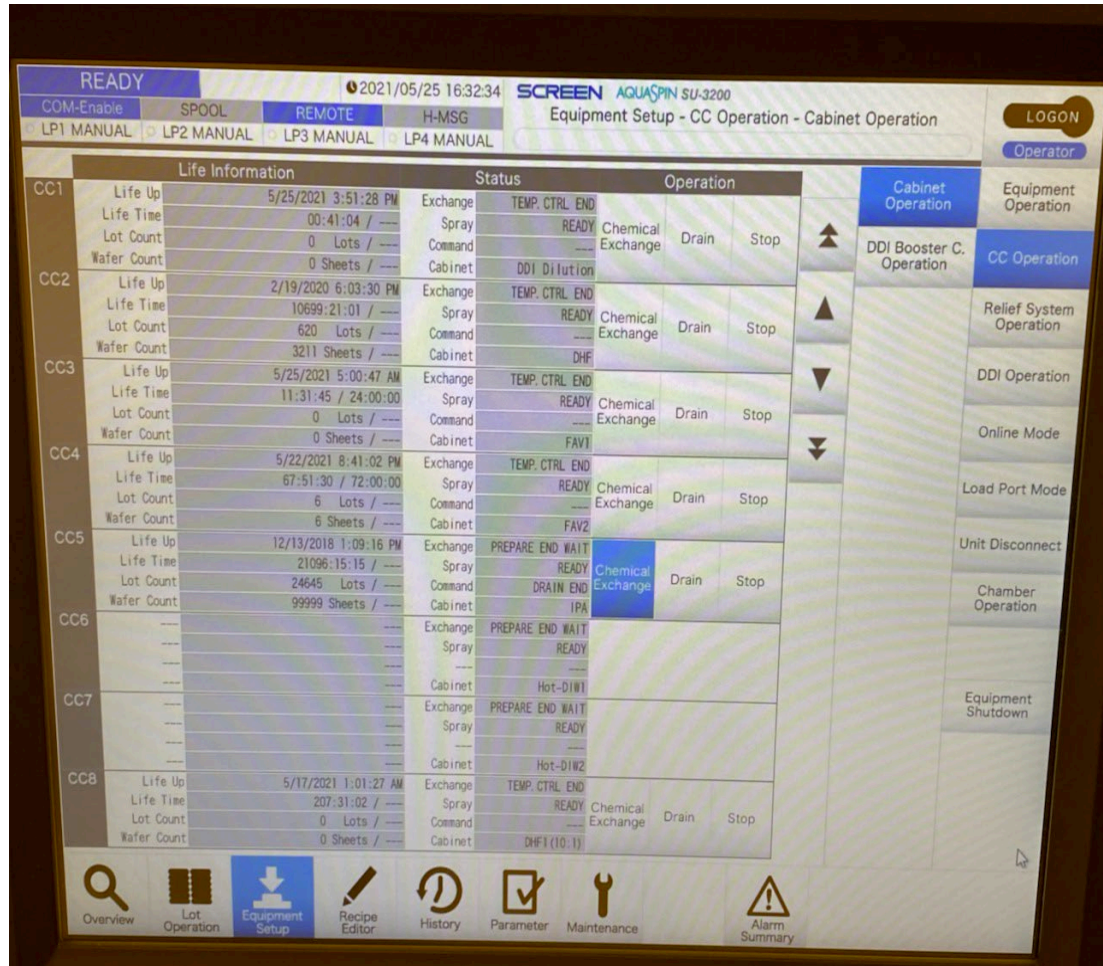 READY
2021/05/25 16:32:34
SCREEN AQUASPIN SU-3200
COM-Enable SPOOL REMOTE H-MSG
Equipment Setup - CC Operation - Cabinet Operation
LOGON
LP1 MANUAL LP2 MANUAL LP3 MANUAL LP4 MANUAL
Operator
Life Information Status Operation
CC1
Life Up 5/25/2021 3:51:28 PM Exchange TEMP. CTRL END
Life Time 00:41:04 / --- Spray READY
Lot Count 0 Lots / --- Command ---
Wafer Count 0 Sheets / --- Cabinet DDI Dilution
Chemical Exchange Drain Stop
CC2
Life Up 2/19/2020 6:03:30 PM Exchange TEMP. CTRL END
Life Time 10699:21:01 / --- Spray READY
Lot Count 620 Lots / --- Command ---
Wafer Count 3211 Sheets / --- Cabinet DHF
Chemical Exchange Drain Stop
CC3
Life Up 5/25/2021 5:00:47 AM Exchange TEMP. CTRL END
Life Time 11:31:45 / 24:00:00 Spray READY
Lot Count 0 Lots / --- Command ---
Wafer Count 0 Sheets / --- Cabinet FAV1
Chemical Exchange Drain Stop
CC4
Life Up 5/22/2021 8:41:02 PM Exchange TEMP. CTRL END
Life Time 67:51:30 / 72:00:00 Spray READY
Lot Count 6 Lots / --- Command ---
Wafer Count 6 Sheets / --- Cabinet FAV2
Chemical Exchange Drain Stop
CC5
Life Up 12/13/2018 1:09:16 PM Exchange PREPARE END WAIT
Life Time 21096:15:15 / --- Spray READY
Lot Count 24645 Lots / --- Command DRAIN END
Wafer Count 99999 Sheets / --- Cabinet IPA
Chemical Exchange Drain Stop
CC6
--- --- Exchange PREPARE END WAIT
--- --- Spray READY
--- --- --- ---
--- --- Cabinet Hot-DIW1
CC7
--- --- Exchange PREPARE END WAIT
--- --- Spray READY
--- --- --- ---
--- --- Cabinet Hot-DIW2
CC8
Life Up 5/17/2021 1:01:27 AM Exchange TEMP. CTRL END
Life Time 207:31:02 / --- Spray READY
Lot Count 0 Lots / --- Command ---
Wafer Count 0 Sheets / --- Cabinet DHF1(10:1)
Chemical Exchange Drain Stop
Cabinet
Operation
DDI Booster C.
Operation
Equipment
Operation
CC Operation
Relief System
Operation
DDI Operation
Online Mode
Load Port Mode
Unit Disconnect
Chamber
Operation
Equipment
Shutdown
Overview
Lot
Operation
Equipment
Setup
Recipe
Editor
History
Parameter
Maintenance
Alarm
Summary